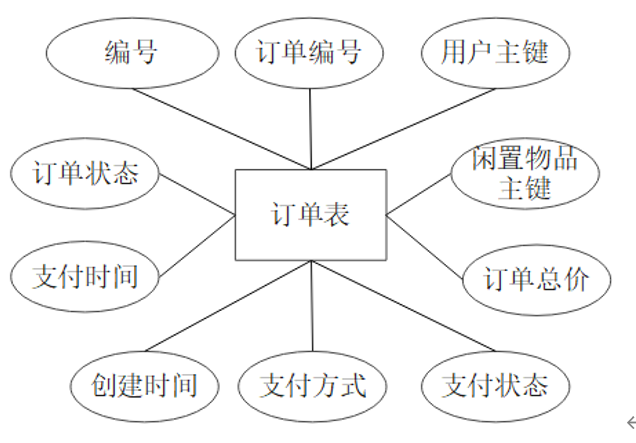 编号
订单编号
用户主键
订单状态
闲置物品
主键
订单表
支付时间
订单总价
创建时间
支付方式
支付状态